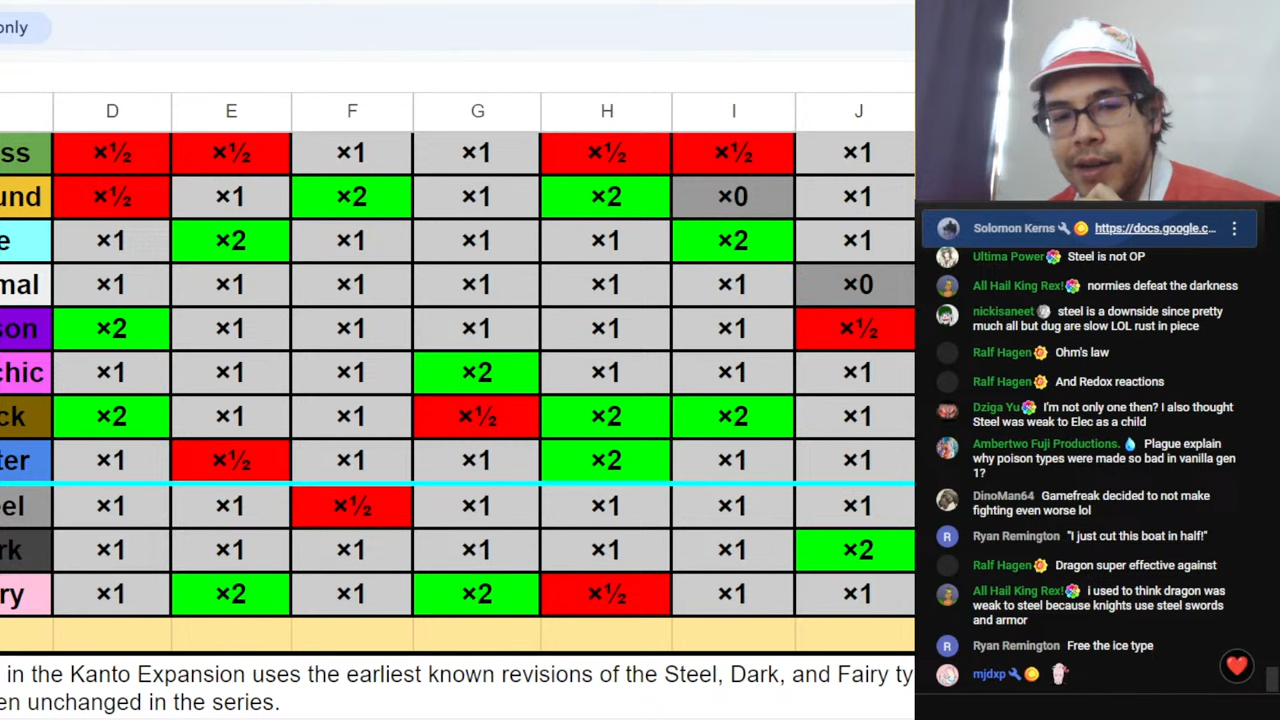 only
D E F G H I J
ss ×½ ×½ ×1 ×1 ×½ ×½ ×1
und ×½ ×1 ×2 ×1 ×2 ×0 ×1
e ×1 ×2 ×1 ×1 ×1 ×2 ×1
mal ×1 ×1 ×1 ×1 ×1 ×1 ×0
son ×2 ×1 ×1 ×1 ×1 ×1 ×½
chic ×1 ×1 ×1 ×2 ×1 ×1 ×1
ck ×2 ×1 ×1 ×½ ×2 ×2 ×1
ter ×1 ×½ ×1 ×1 ×2 ×1 ×1
el ×1 ×1 ×½ ×1 ×1 ×1 ×1
rk ×1 ×1 ×1 ×1 ×1 ×1 ×2
ry ×1 ×2 ×1 ×2 ×½ ×1 ×1
in the Kanto Expansion uses the earliest known revisions of the Steel, Dark, and Fairy ty
en unchanged in the series.
Solomon Kerns https://docs.google.c...
Ultima Power Steel is not OP
All Hail King Rex! normies defeat the darkness
nickisaneet steel is a downside since pretty
much all but dug are slow LOL rust in piece
Ralf Hagen Ohm's law
Ralf Hagen And Redox reactions
Dziga Yu I'm not only one then? I also thought
Steel was weak to Elec as a child
Ambertwo Fuji Productions. Plague explain
why poison types were made so bad in vanilla gen
1?
DinoMan64 Gamefreak decided to not make
fighting even worse lol
R Ryan Remington "I just cut this boat in half!"
Ralf Hagen Dragon super effective against
All Hail King Rex! i used to think dragon was
weak to steel because knights use steel swords
and armor
R Ryan Remington Free the ice type
mjdxp